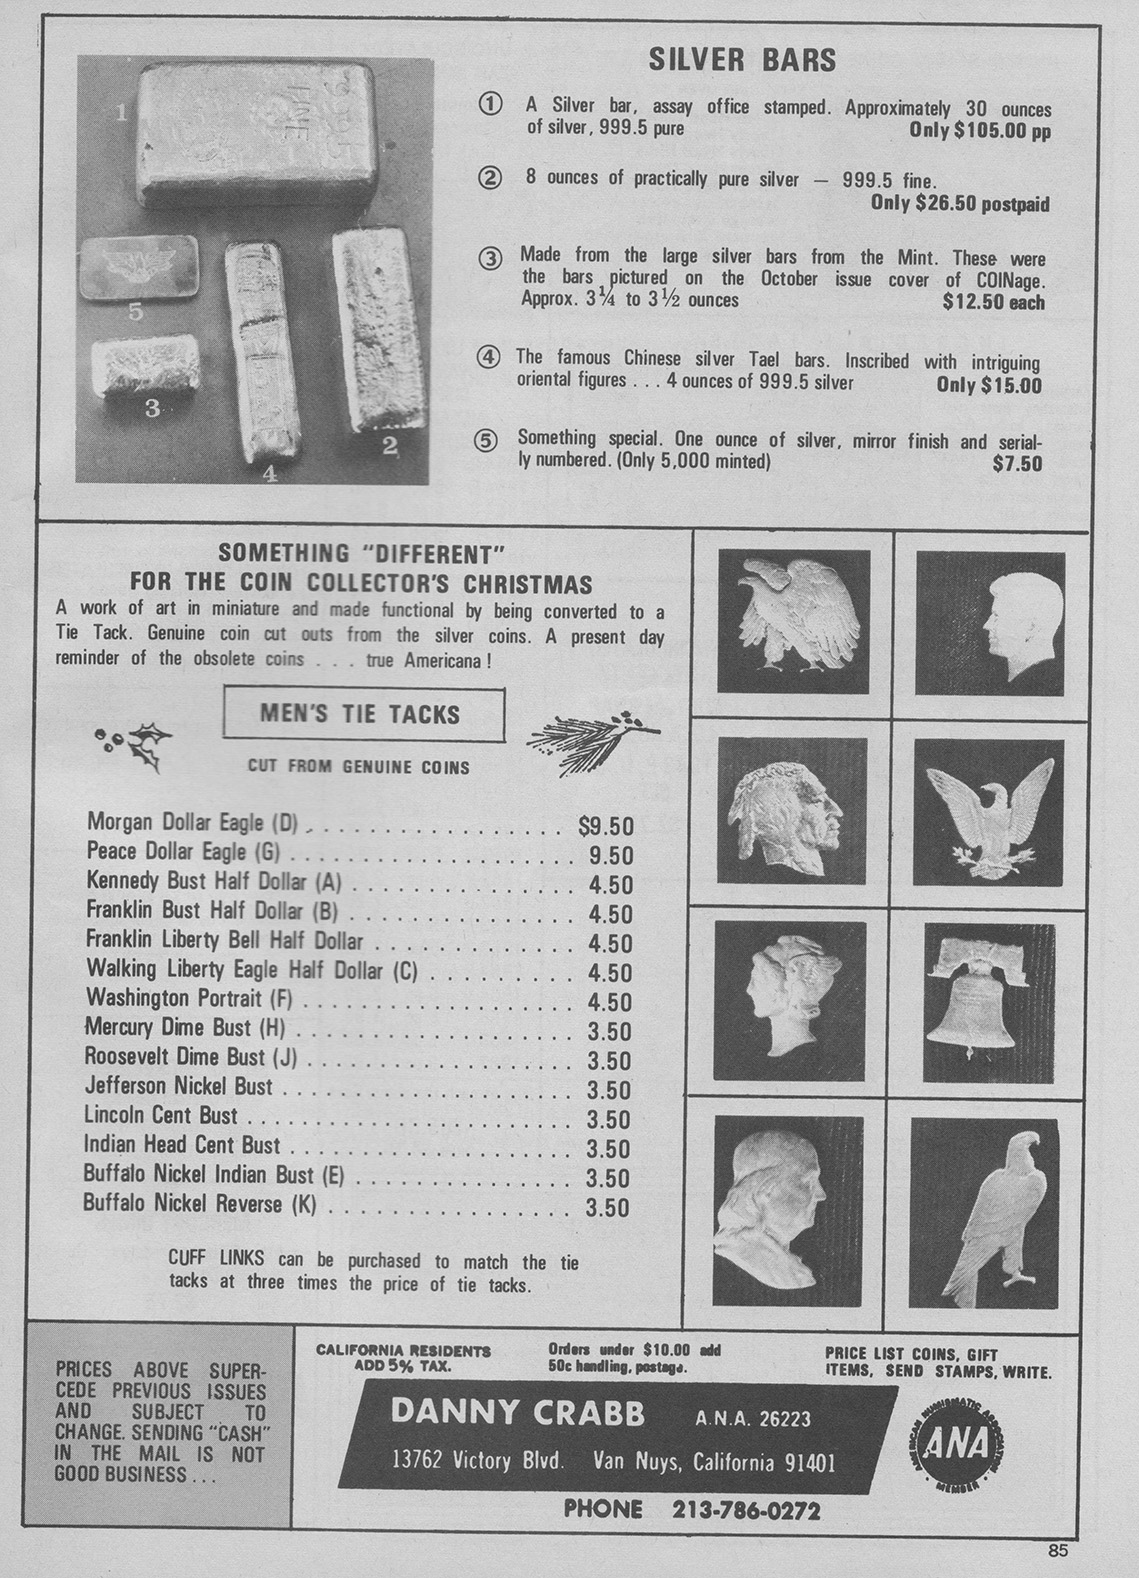 SILVER BARS
1 A Silver bar, assay office stamped. Approximately 30 ounces
of silver, 999.5 pure Only $105.00 pp
2 8 ounces of practically pure silver — 999.5 fine.
Only $26.50 postpaid
3 Made from the large silver bars from the Mint. These were
the bars pictured on the October issue cover of COINage.
Approx. 3 1/4 to 3 1/2 ounces $12.50 each
4 The famous Chinese silver Tael bars. Inscribed with intriguing
oriental figures . . . 4 ounces of 999.5 silver Only $15.00
5 Something special. One ounce of silver, mirror finish and serial-
ly numbered. (Only 5,000 minted) $7.50
1
FINE
5
3
4
2
SOMETHING "DIFFERENT"
FOR THE COIN COLLECTOR'S CHRISTMAS
A work of art in miniature and made functional by being converted to a
Tie Tack. Genuine coin cut outs from the silver coins. A present day
reminder of the obsolete coins . . . true Americana!
MEN'S TIE TACKS
CUT FROM GENUINE COINS
Morgan Dollar Eagle (D) . . . . . . . . . . . . . . . . . . . $9.50
Peace Dollar Eagle (G) . . . . . . . . . . . . . . . . . . . . . 9.50
Kennedy Bust Half Dollar (A) . . . . . . . . . . . . . . . . . 4.50
Franklin Bust Half Dollar (B) . . . . . . . . . . . . . . . . . 4.50
Franklin Liberty Bell Half Dollar . . . . . . . . . . . . . . . 4.50
Walking Liberty Eagle Half Dollar (C) . . . . . . . . . . . 4.50
Washington Portrait (F) . . . . . . . . . . . . . . . . . . . . 4.50
Mercury Dime Bust (H) . . . . . . . . . . . . . . . . . . . . . 3.50
Roosevelt Dime Bust (J) . . . . . . . . . . . . . . . . . . . . 3.50
Jefferson Nickel Bust . . . . . . . . . . . . . . . . . . . . . . 3.50
Lincoln Cent Bust . . . . . . . . . . . . . . . . . . . . . . . . 3.50
Indian Head Cent Bust . . . . . . . . . . . . . . . . . . . . . 3.50
Buffalo Nickel Indian Bust (E) . . . . . . . . . . . . . . . . 3.50
Buffalo Nickel Reverse (K) . . . . . . . . . . . . . . . . . . 3.50
CUFF LINKS can be purchased to match the tie
tacks at three times the price of tie tacks.
PRICES ABOVE SUPER-
CEDE PREVIOUS ISSUES
AND SUBJECT TO
CHANGE. SENDING "CASH"
IN THE MAIL IS NOT
GOOD BUSINESS . . .
CALIFORNIA RESIDENTS
ADD 5% TAX.
Orders under $10.00 add
50c handling, postage.
PRICE LIST COINS, GIFT
ITEMS, SEND STAMPS, WRITE.
DANNY CRABB A.N.A. 26223
13762 Victory Blvd. Van Nuys, California 91401
PHONE 213-786-0272
AMERICAN NUMISMATIC ASSOCIATION
ANA
MEMBER
85